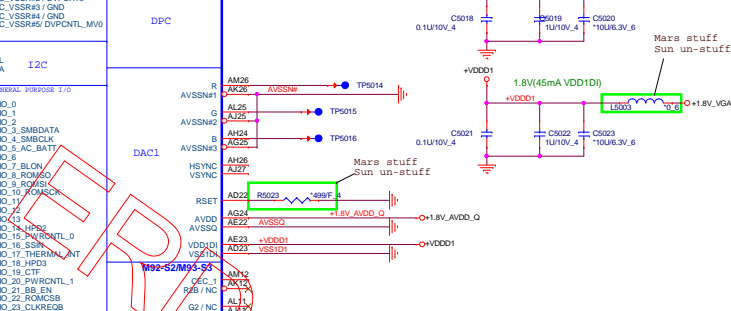 C_VSSR#3 / GND
C_VSSR#4 / GND
C_VSSR#5/ DVPCNTL_MV0
DPC
I2C
GENERAL PURPOSE I/O
IO_0
IO_1
IO_2
IO_3_SMBDATA
IO_4_SMBCLK
IO_5_AC_BATT
IO_6
IO_7_BLON
IO_8_ROMSO
IO_9_ROMSI
IO_10_ROMSCK
IO_11
IO_12
IO_13
IO_14_HPD2
IO_15_PWRCNTL_0
IO_16_SSIN
IO_17_THERMAL_INT
IO_18_HPD3
IO_19_CTF
IO_20_PWRCNTL_1
IO_21_BB_EN
IO_22_ROMCSB
IO_23_CLKREQB
DAC1
R
AVSSN#1
G
AVSSN#2
B
AVSSN#3
HSYNC
VSYNC
RSET
AVDD
AVSSQ
VDD1DI
VSS1DI
M92-S2/M93-S3
CEC_1
R2B / NC
G2 / NC
AM26
AK26
AVSSN#
TP5014
AL25
AJ25
TP5015
AH24
AG25
TP5016
AH26
AJ27
Mars stuff
Sun un-stuff
AD22
R5023
*499/F_4
AG24
+1.8V_AVDD_Q
+1.8V_AVDD_Q
AE22
AVSSQ
AE23
+VDDD1
+VDDD1
AD23
VSS1D1
AM12
AK12
AL11
C5018
0.1U/10V_4
C5019
1U/10V_4
C5020
*10U/6.3V_6
Mars stuff
Sun un-stuff
+VDDD1
1.8V(45mA VDD1DI)
+VDDD1
L5003
*0_6
+1.8V_VGA
C5021
0.1U/10V_4
C5022
1U/10V_4
C5023
*10U/6.3V_6